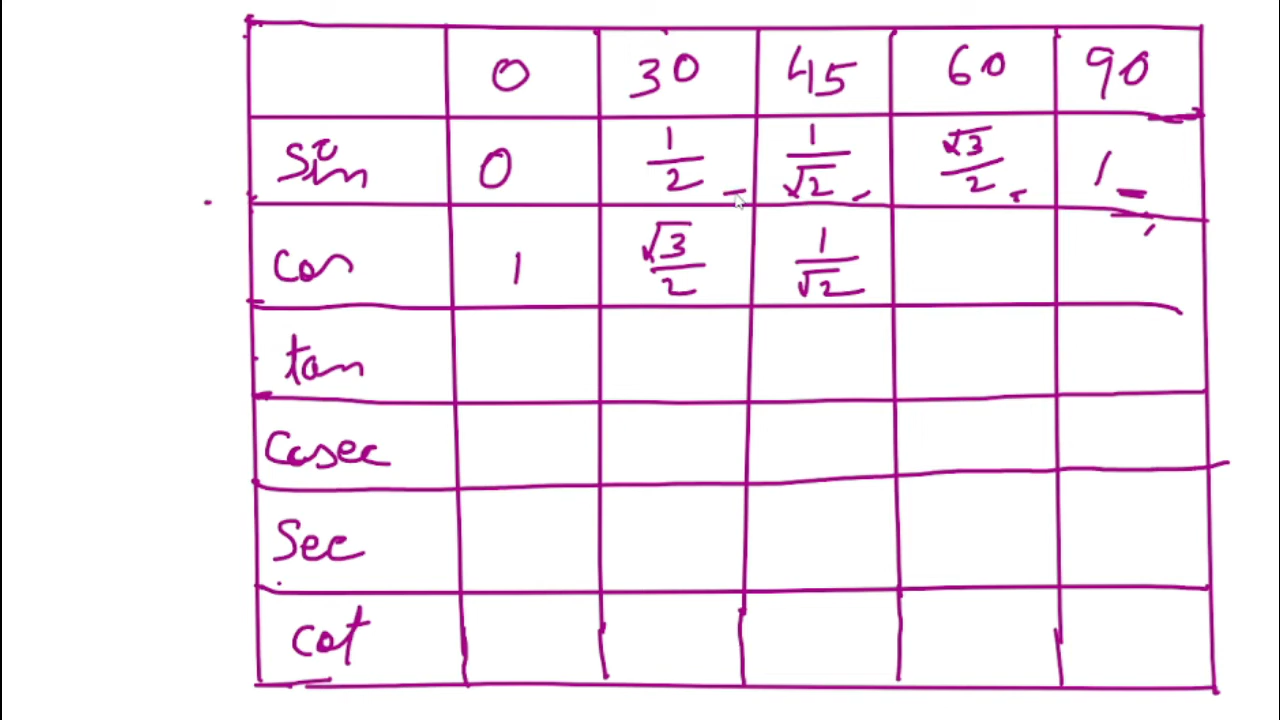 0 30 45 60 90
sin 0 1/2 1/√2 √3/2 1
cos 1 √3/2 1/√2
tan
Cosec
Sec
cot